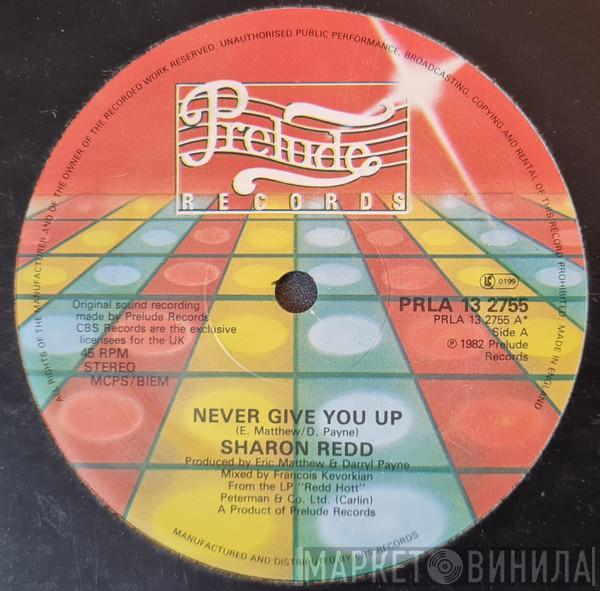 ALL RIGHTS OF THE MANUFACTURER AND OF THE OWNER OF THE RECORDED WORK RESERVED. UNAUTHORISED PUBLIC PERFORMANCE, BROADCASTING, COPYING AND RENTAL OF THIS RECORD PROHIBITED. MADE IN ENGLAND
Prelude
RECORDS
Original sound recording
made by Prelude Records
CBS Records are the exclusive
licensees for the UK
45 RPM
STEREO
MCPS/BIEM
LC 0199
PRLA 13 2755
PRLA 13 2755 A*
Side A
℗ 1982 Prelude
Records
NEVER GIVE YOU UP
(E. Matthew/D. Payne)
SHARON REDD
Produced by Eric Matthew & Darryl Payne
Mixed by Francois Kevorkian
From the LP "Redd Hott"
Peterman & Co. Ltd. (Carlin)
A Product of Prelude Records
MANUFACTURED AND DISTRIBUTED BY CBS RECORDS
МАРКЕТ ВИНИЛА